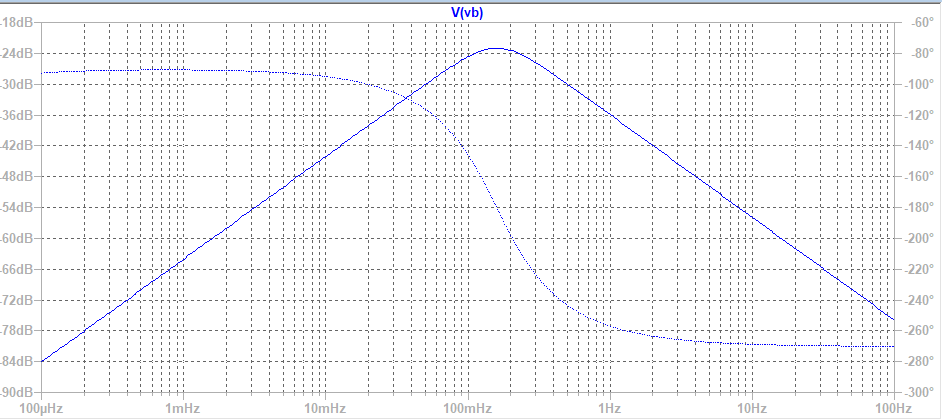 V(vb)
-18dB
-24dB
-30dB
-36dB
-42dB
-48dB
-54dB
-60dB
-66dB
-72dB
-78dB
-84dB
-90dB
-60°
-80°
-100°
-120°
-140°
-160°
-180°
-200°
-220°
-240°
-260°
-280°
-300°
100µHz 1mHz 10mHz 100mHz 1Hz 10Hz 100Hz